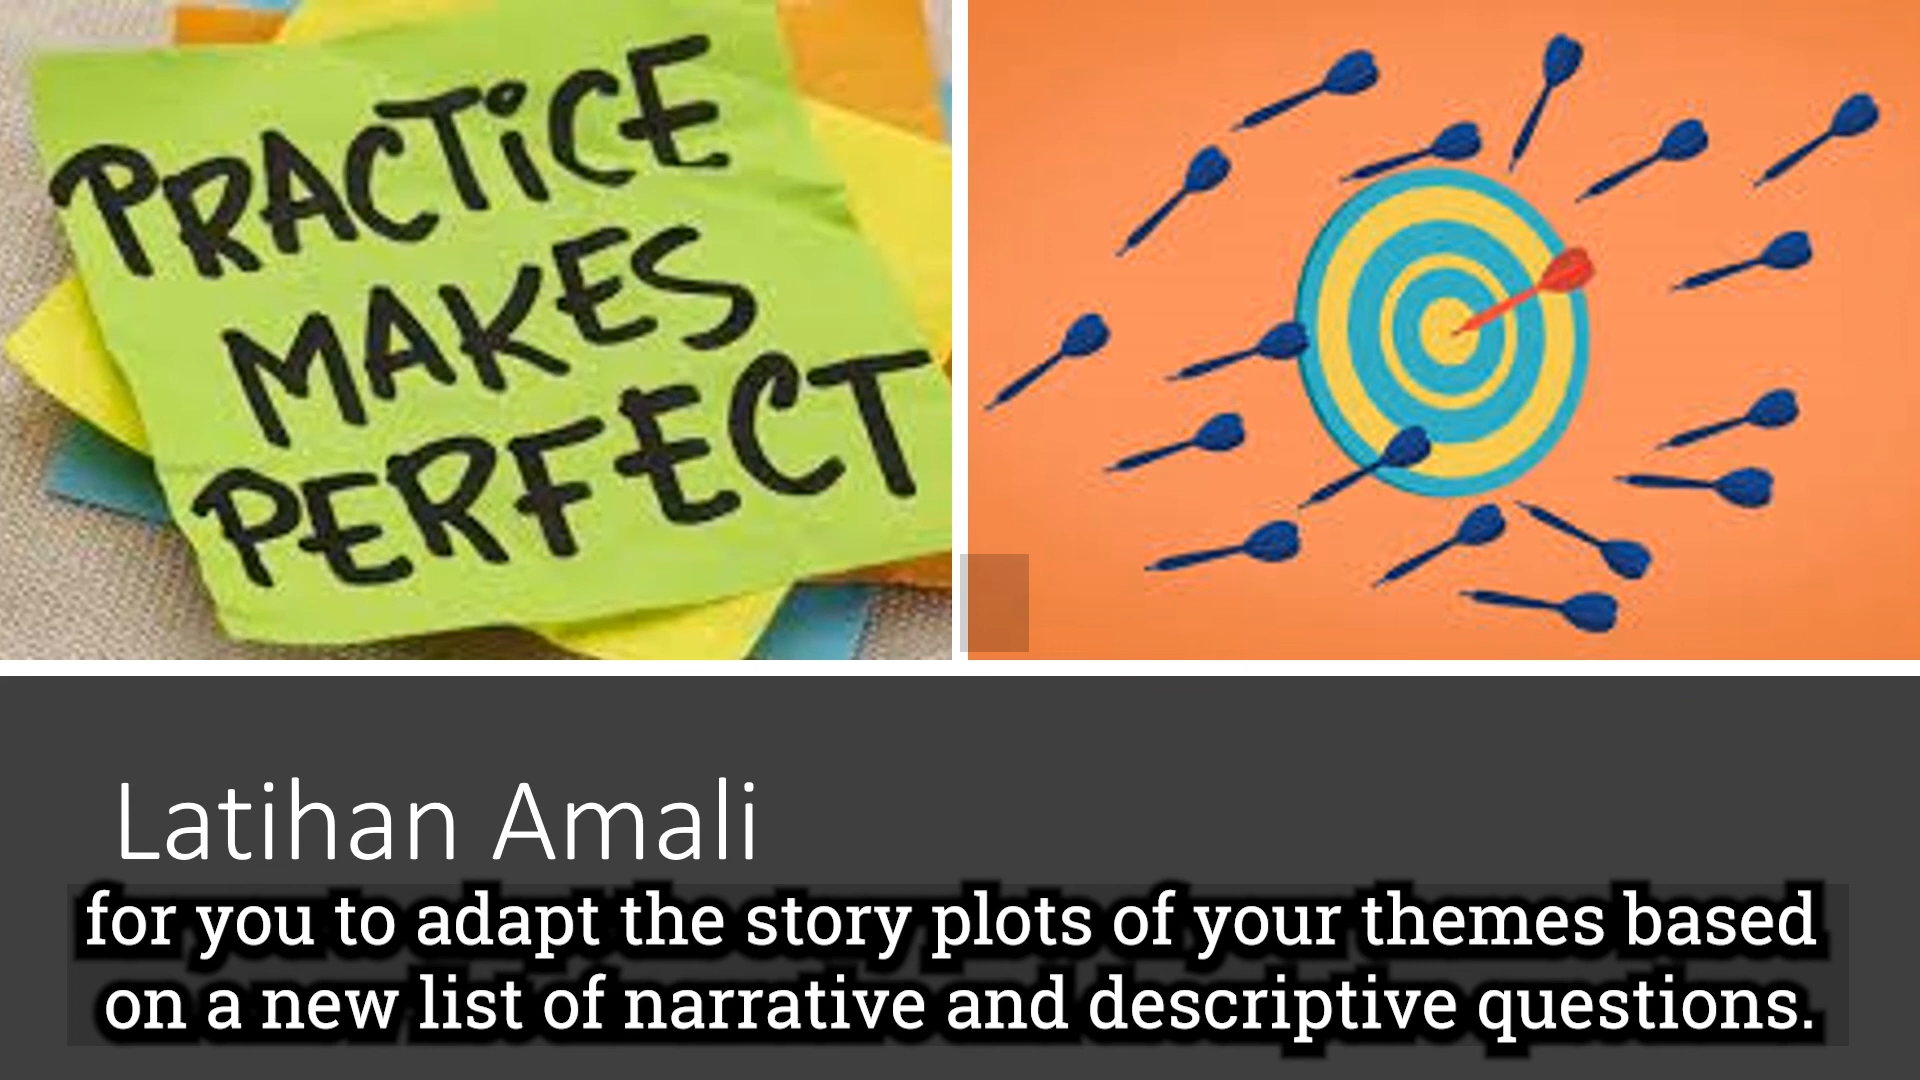 PRACTiCE
MAKES
PERFECT
Latihan Amali
for you to adapt the story plots of your themes based
on a new list of narrative and descriptive questions.